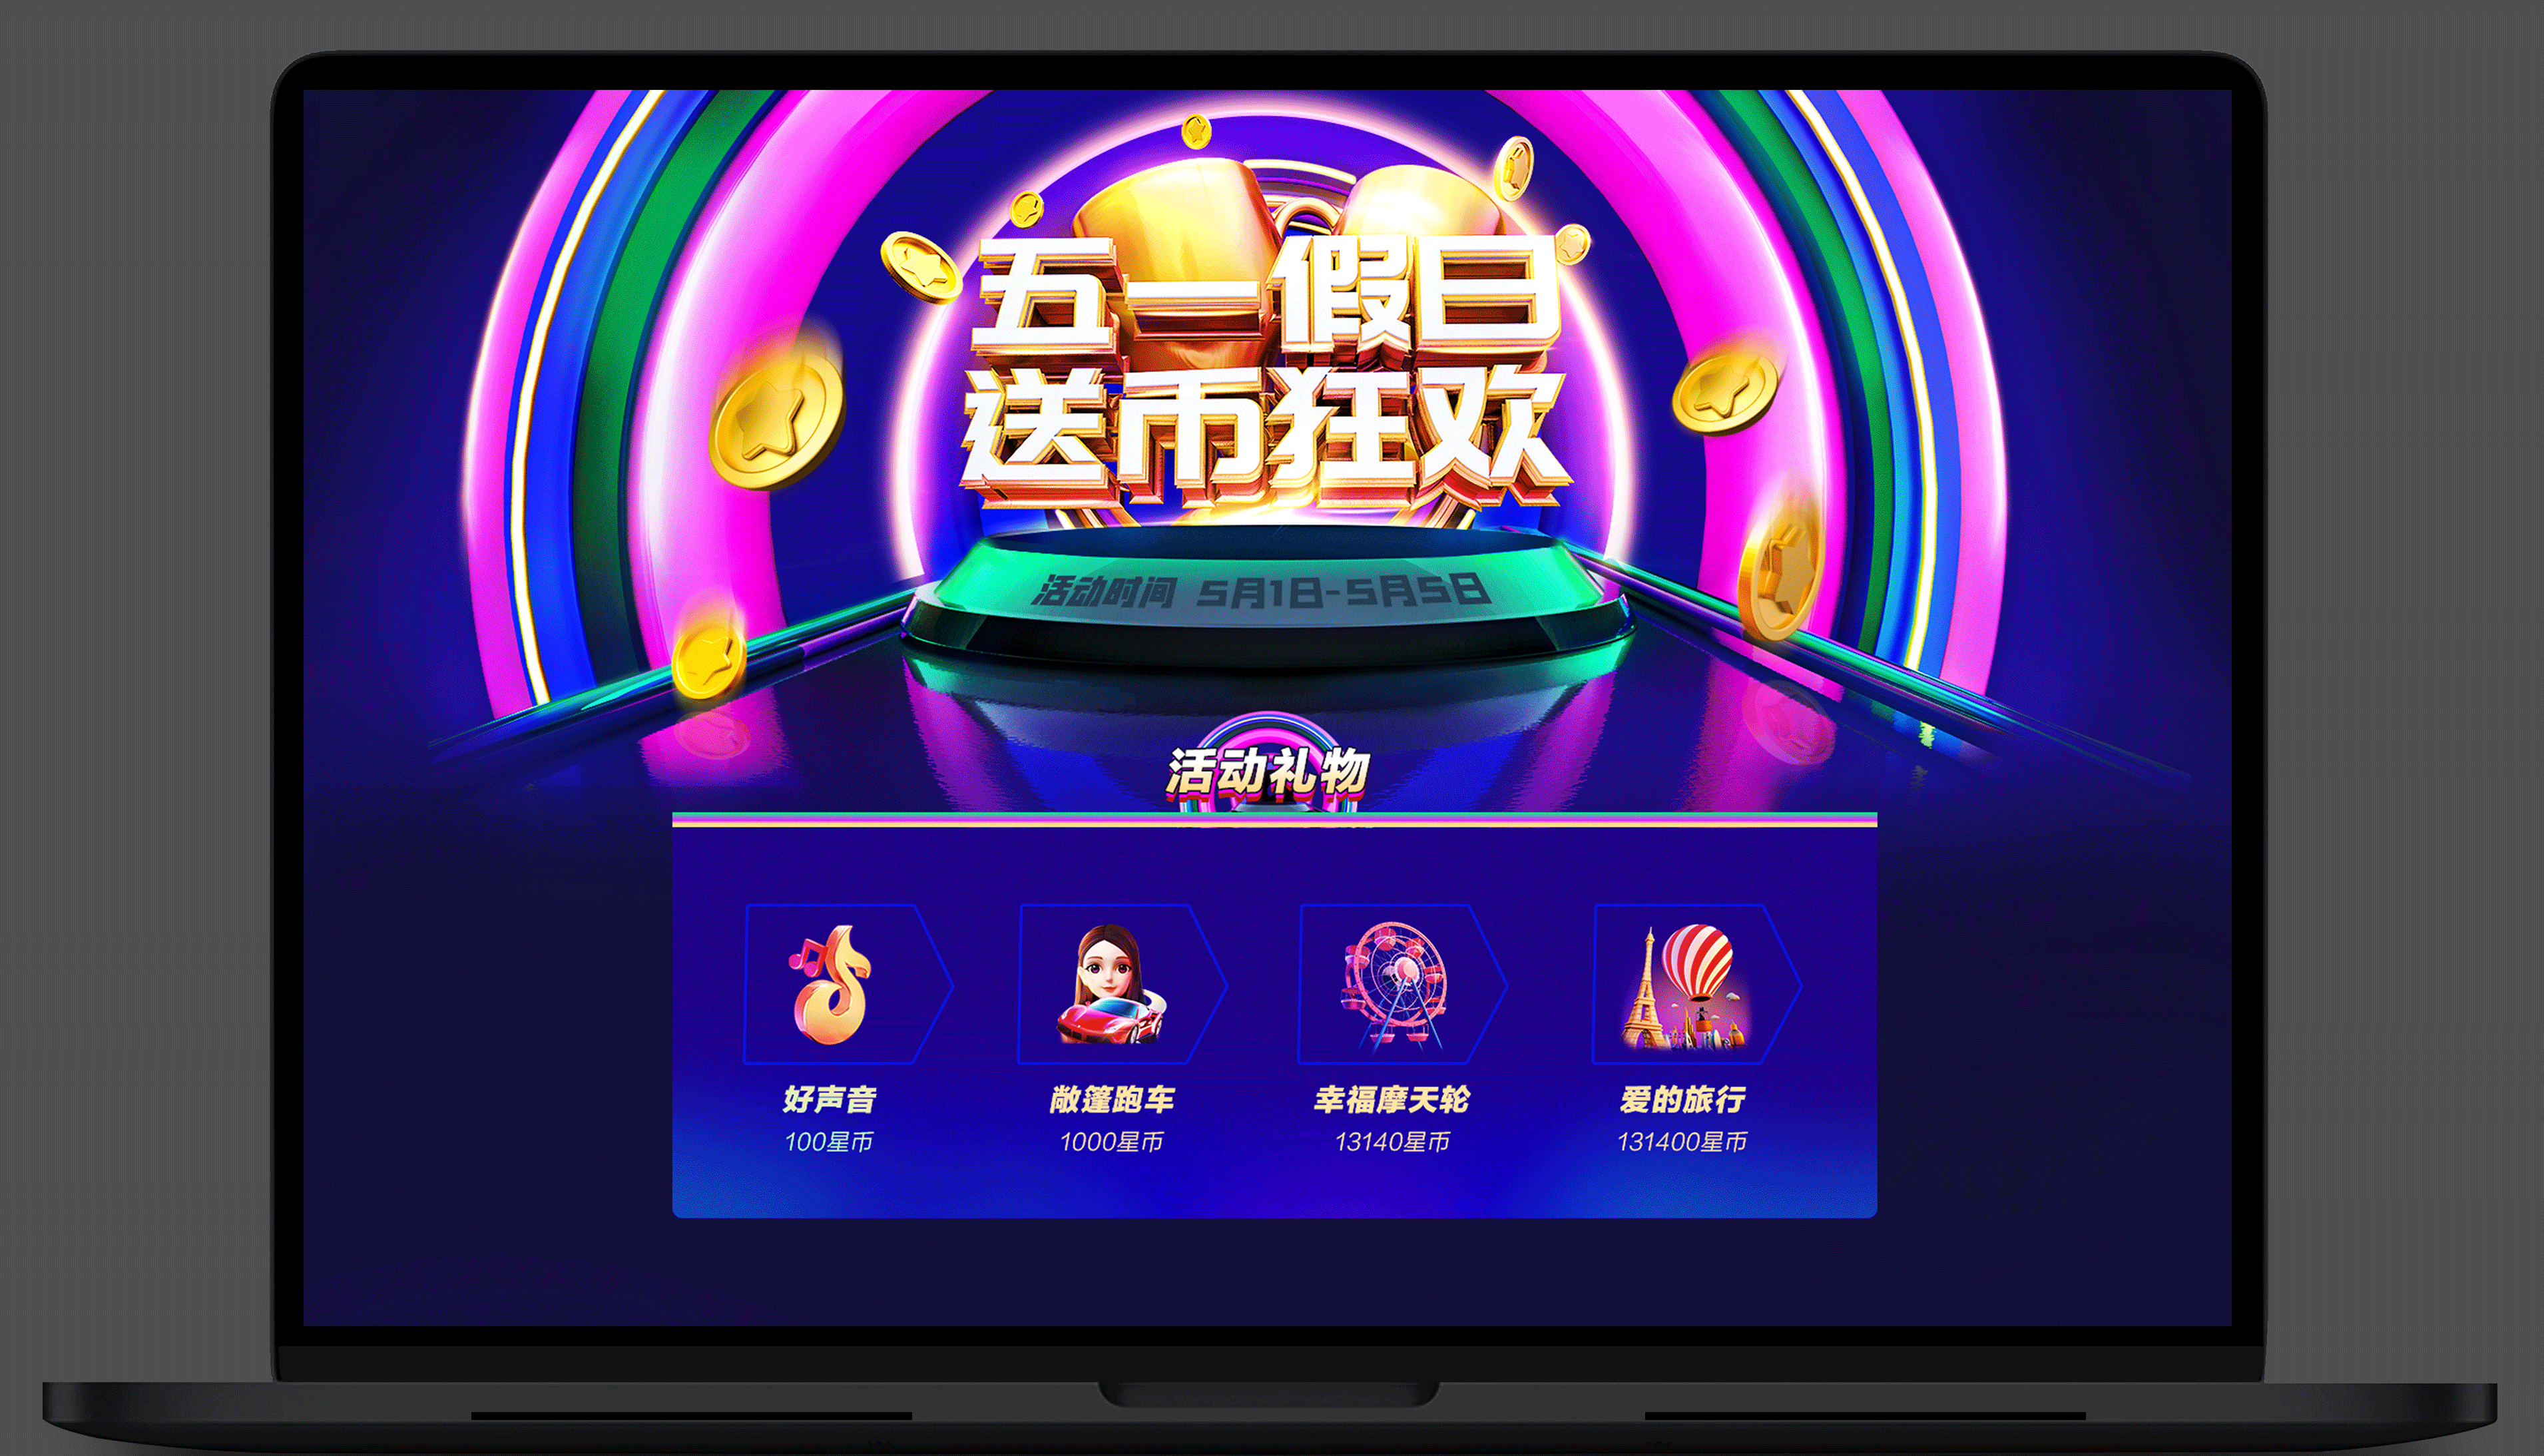 五一假日
送币狂欢
活动时间 5月1日-5月5日
活动礼物
好声音
100星币
敞篷跑车
1000星币
幸福摩天轮
13140星币
爱的旅行
131400星币